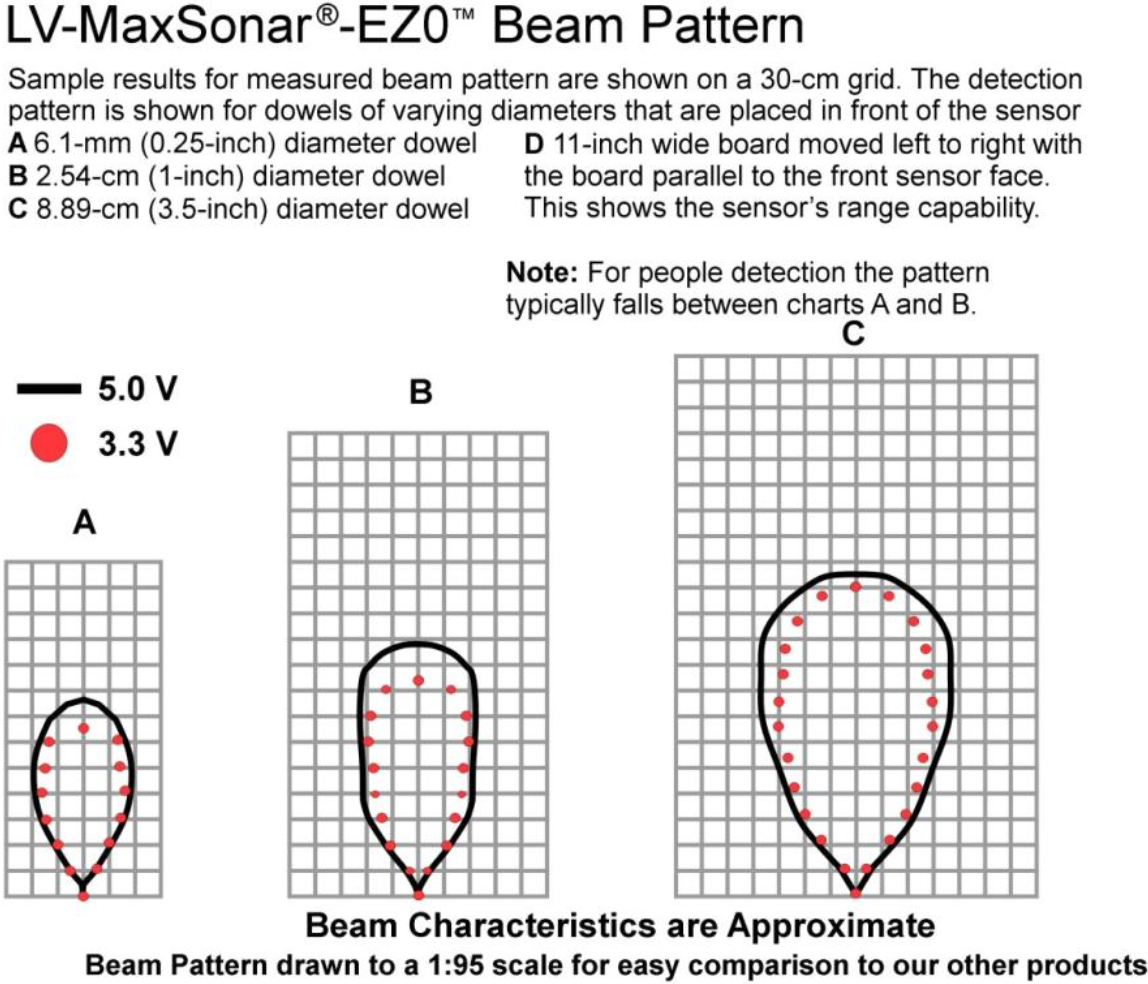 LV-MaxSonar®-EZ0™ Beam Pattern
Sample results for measured beam pattern are shown on a 30-cm grid. The detection
pattern is shown for dowels of varying diameters that are placed in front of the sensor
A 6.1-mm (0.25-inch) diameter dowel
B 2.54-cm (1-inch) diameter dowel
C 8.89-cm (3.5-inch) diameter dowel
D 11-inch wide board moved left to right with
the board parallel to the front sensor face.
This shows the sensor's range capability.
Note: For people detection the pattern
typically falls between charts A and B.
5.0 V
3.3 V
A
B
C
Beam Characteristics are Approximate
Beam Pattern drawn to a 1:95 scale for easy comparison to our other products